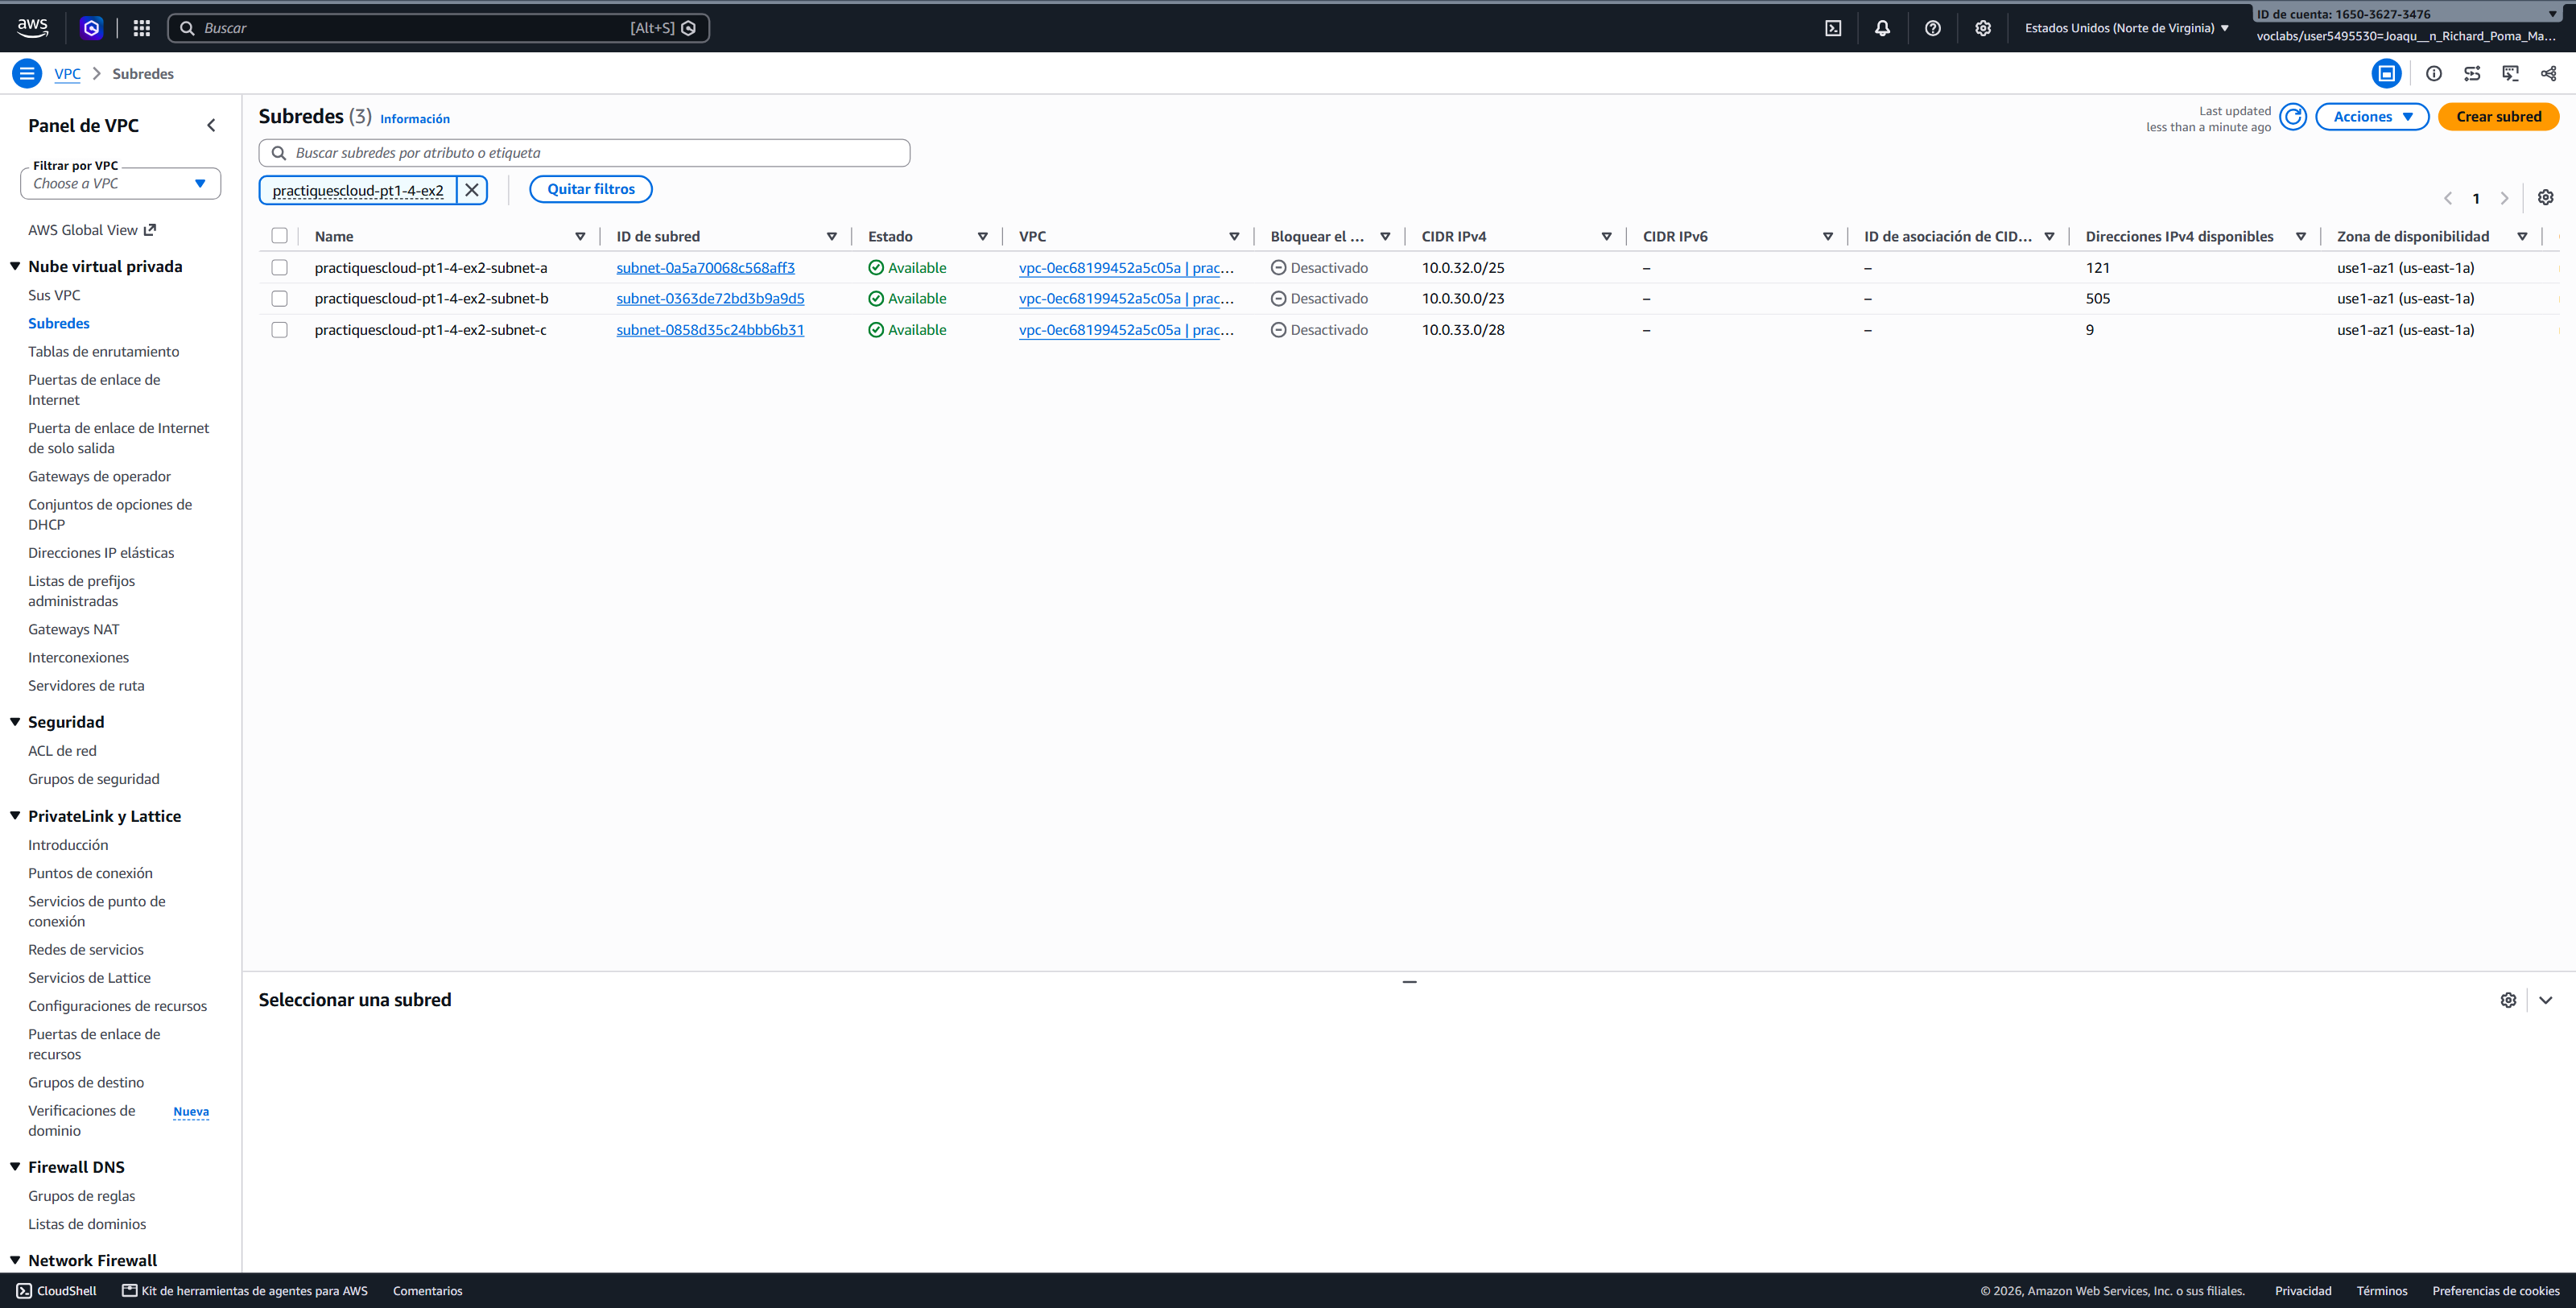 aws
Buscar
[Alt+S]
Estados Unidos (Norte de Virginia)
ID de cuenta: 1650-3627-3476
voclabs/user5495530=Joaqu__n_Richard_Poma_Ma...
VPC
Subredes
Panel de VPC
Filtrar por VPC
Choose a VPC
AWS Global View
Nube virtual privada
Sus VPC
Subredes
Tablas de enrutamiento
Puertas de enlace de
Internet
Puerta de enlace de Internet
de solo salida
Gateways de operador
Conjuntos de opciones de
DHCP
Direcciones IP elásticas
Listas de prefijos
administradas
Gateways NAT
Interconexiones
Servidores de ruta
Seguridad
ACL de red
Grupos de seguridad
PrivateLink y Lattice
Introducción
Puntos de conexión
Servicios de punto de
conexión
Redes de servicios
Servicios de Lattice
Configuraciones de recursos
Puertas de enlace de
recursos
Grupos de destino
Verificaciones de
dominio
Nueva
Firewall DNS
Grupos de reglas
Listas de dominios
Network Firewall
Subredes (3) Información
Last updated
less than a minute ago
Acciones
Crear subred
Buscar subredes por atributo o etiqueta
practiquescloud-pt1-4-ex2
Quitar filtros
1
Name ID de subred Estado VPC Bloquear el ... CIDR IPv4 CIDR IPv6 ID de asociación de CID... Direcciones IPv4 disponibles Zona de disponibilidad
practiquescloud-pt1-4-ex2-subnet-a subnet-0a5a70068c568aff3 Available vpc-0ec68199452a5c05a | prac... Desactivado 10.0.32.0/25 – – 121 use1-az1 (us-east-1a)
practiquescloud-pt1-4-ex2-subnet-b subnet-0363de72bd3b9a9d5 Available vpc-0ec68199452a5c05a | prac... Desactivado 10.0.30.0/23 – – 505 use1-az1 (us-east-1a)
practiquescloud-pt1-4-ex2-subnet-c subnet-0858d35c24bbb6b31 Available vpc-0ec68199452a5c05a | prac... Desactivado 10.0.33.0/28 – – 9 use1-az1 (us-east-1a)
Seleccionar una subred
CloudShell
Kit de herramientas de agentes para AWS
Comentarios
© 2026, Amazon Web Services, Inc. o sus filiales.
Privacidad
Términos
Preferencias de cookies